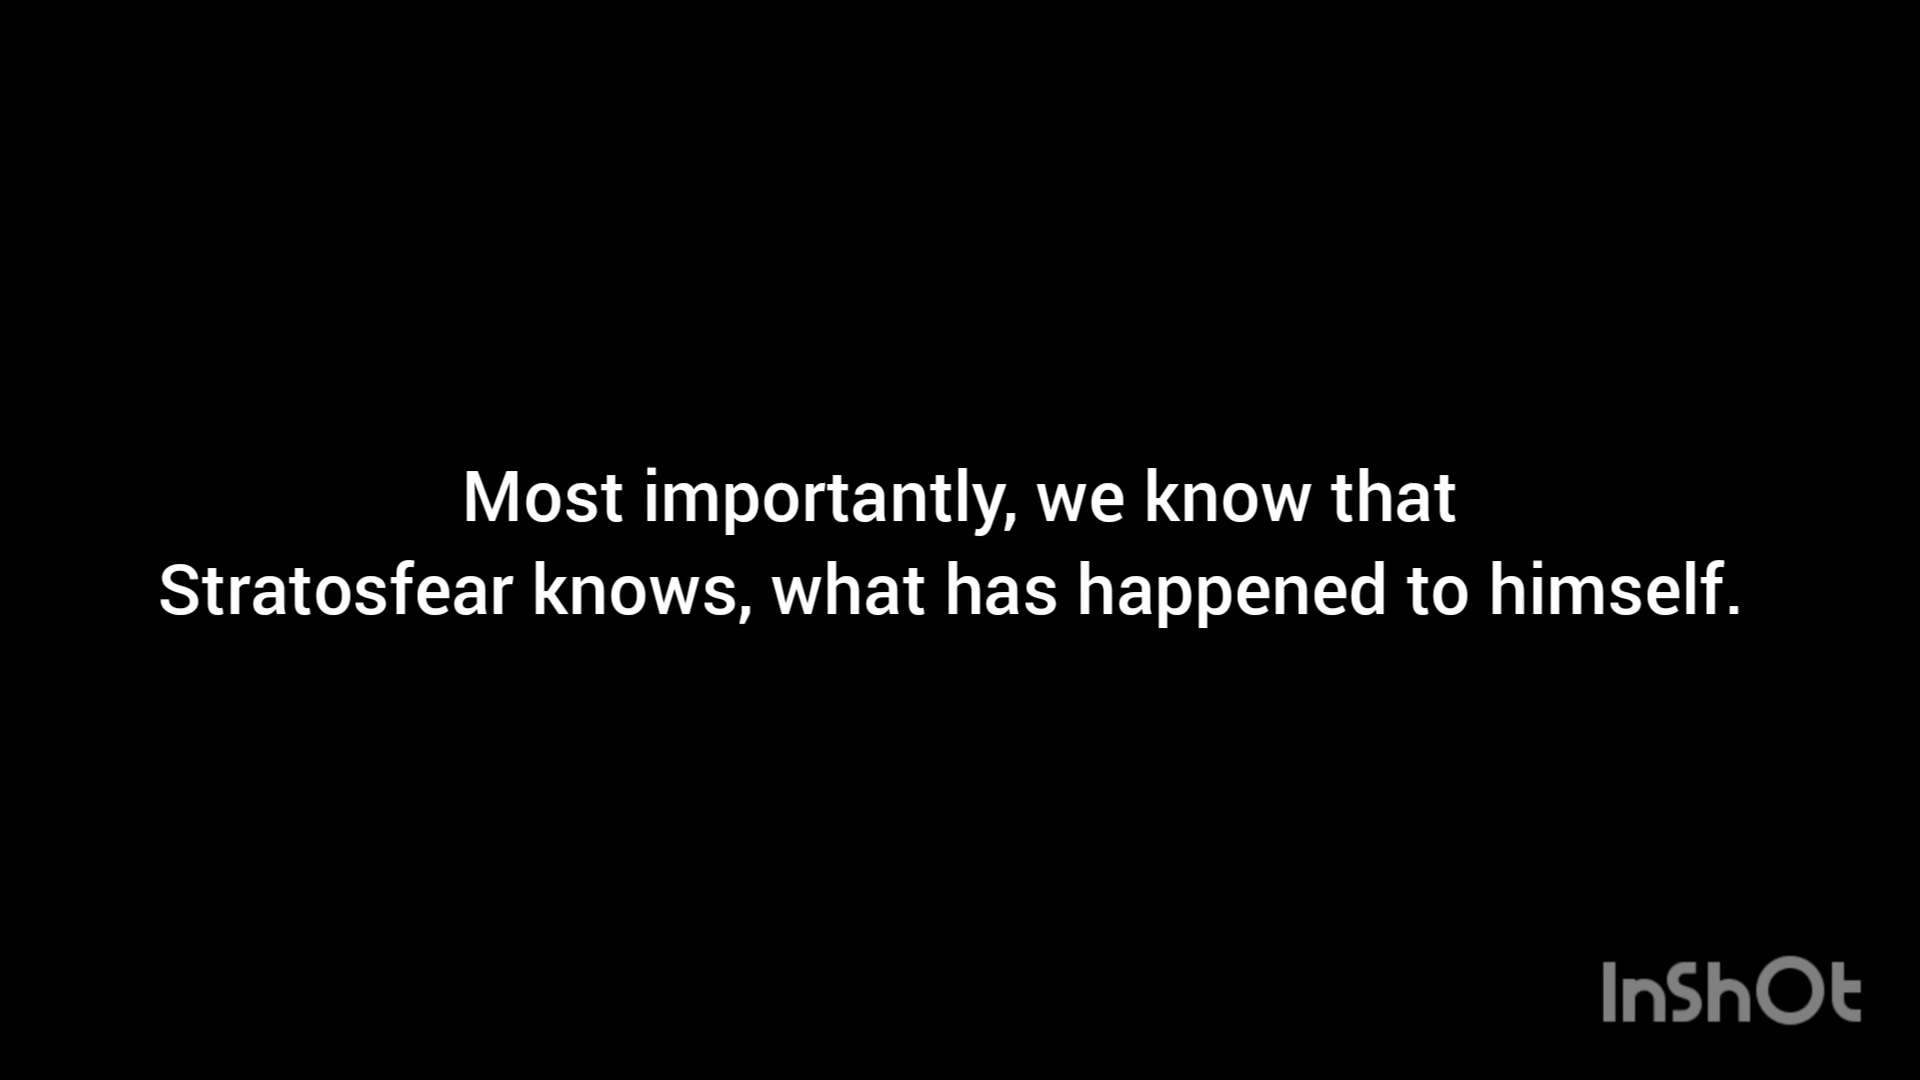 Most importantly, we know that
Stratosfear knows, what has happened to himself.
InShOt